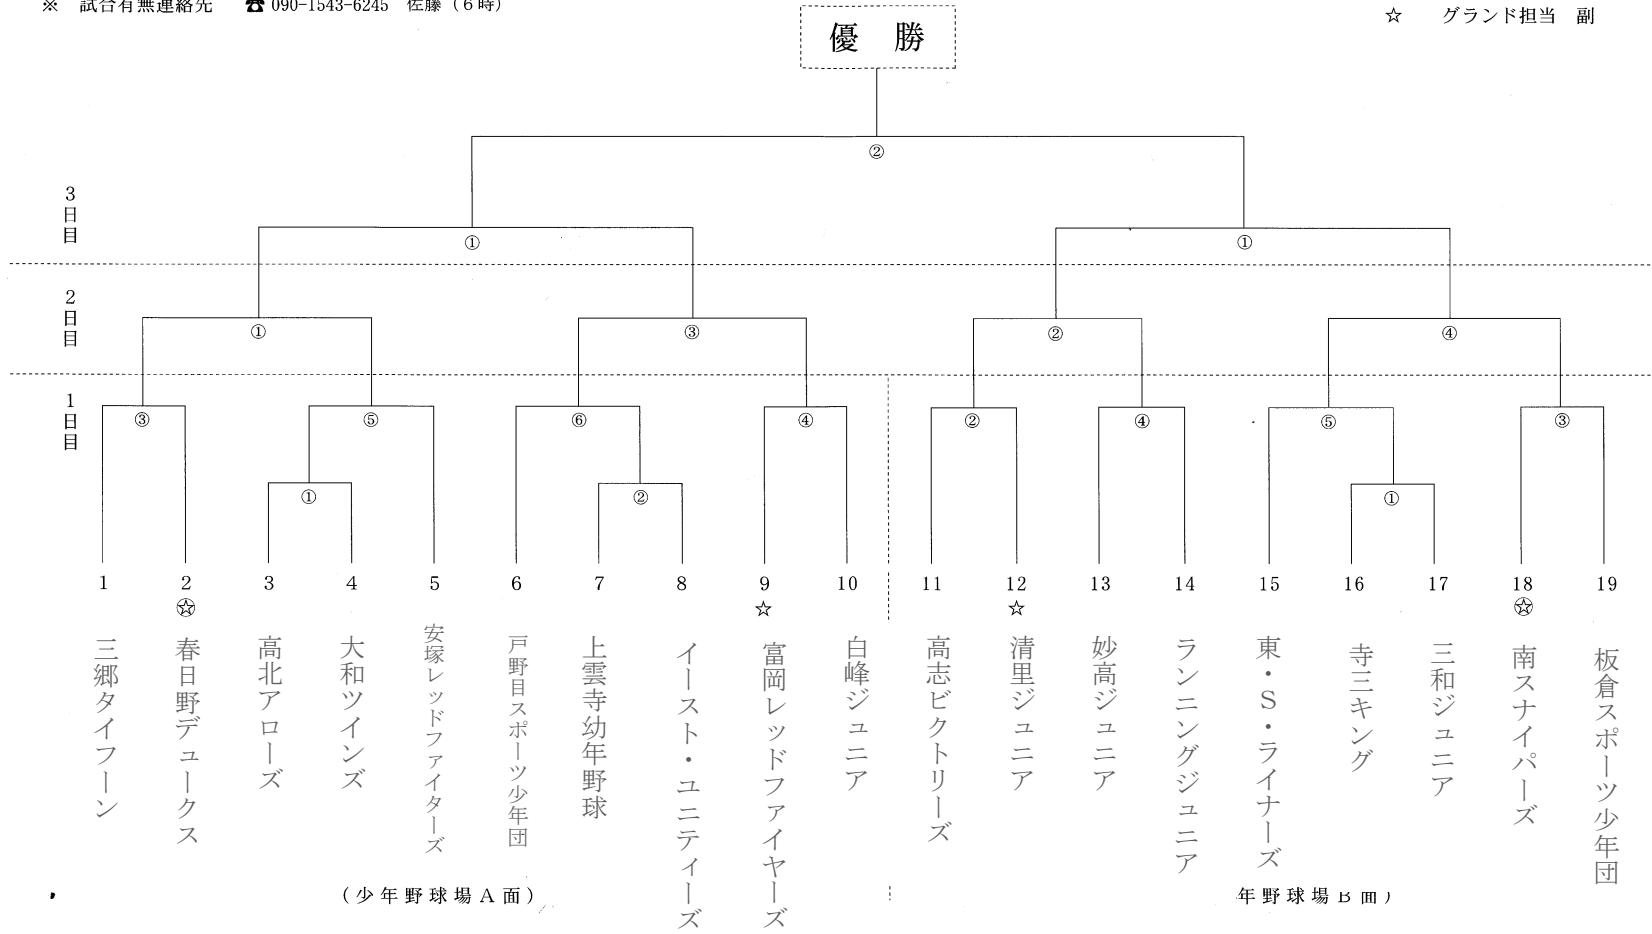 ※ 試合有無連絡先 ☎ 090-1543-6245 佐藤（６時）
☆ グランド担当 副
優 勝
②
3日目
① ①
2日目
① ③ ② ④
1日目
③ ⑤ ⑥ ④ ② ④ ⑤ ③
① ② ①
1 2 3 4 5 6 7 8 9 10 11 12 13 14 15 16 17 18 19
☆ ☆ ☆ ☆
三郷タイフーン
春日野デュークス
高北アローズ
大和ツインズ
安塚レッドファイターズ
戸野目スポーツ少年団
上雲寺幼年野球
イースト・ユニティーズ
富岡レッドファイヤーズ
白峰ジュニア
高志ビクトリーズ
清里ジュニア
妙高ジュニア
ランニングジュニア
東・S・ライナーズ
寺三キング
三和ジュニア
南スナイパーズ
板倉スポーツ少年団
（少年野球場A面）
年野球場B面）